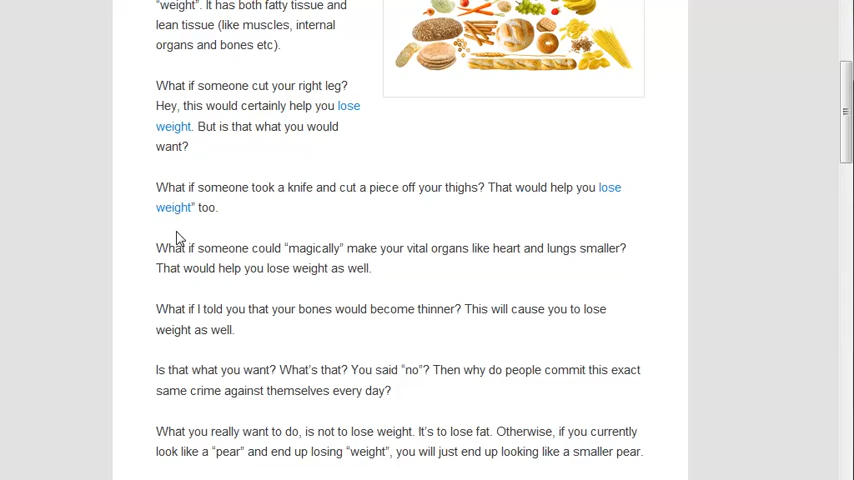 "weight". It has both fatty tissue and
lean tissue (like muscles, internal
organs and bones etc).
What if someone cut your right leg?
Hey, this would certainly help you lose
weight. But is that what you would
want?
What if someone took a knife and cut a piece off your thighs? That would help you lose
weight" too.
What if someone could “magically” make your vital organs like heart and lungs smaller?
That would help you lose weight as well.
What if I told you that your bones would become thinner? This will cause you to lose
weight as well.
Is that what you want? What’s that? You said “no”? Then why do people commit this exact
same crime against themselves every day?
What you really want to do, is not to lose weight. It’s to lose fat. Otherwise, if you currently
look like a “pear” and end up losing “weight”, you will just end up looking like a smaller pear.